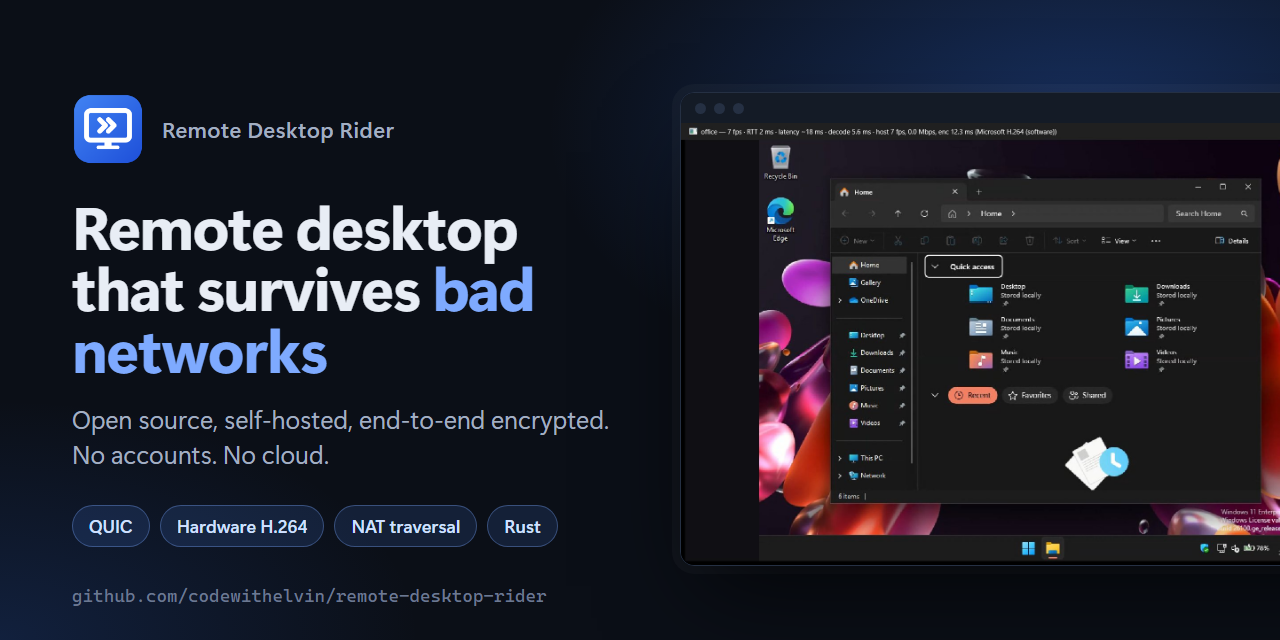 Remote Desktop Rider
Remote desktop
that survives bad
networks
Open source, self-hosted, end-to-end encrypted.
No accounts. No cloud.
QUIC
Hardware H.264
NAT traversal
Rust
github.com/codewithelvin/remote-desktop-rider
office — 7 fps · RTT 2 ms · latency ~18 ms · decode 5.6 ms · host 7 fps, 0.0 Mbps, enc 12.3 ms (Microsoft H.264 (software))
Recycle Bin
Microsoft
Edge
Home
Home
Search Home
New
Sort
View
Details
Home
Gallery
OneDrive
Desktop
Downloads
Documents
Pictures
Music
Videos
This PC
Network
Quick access
Desktop
Stored locally
Downloads
Stored locally
Documents
Stored locally
Pictures
Stored locally
Music
Stored locally
Videos
Stored locally
Recent
Favorites
Shared
6 items
Windows 11
Windows License
76%